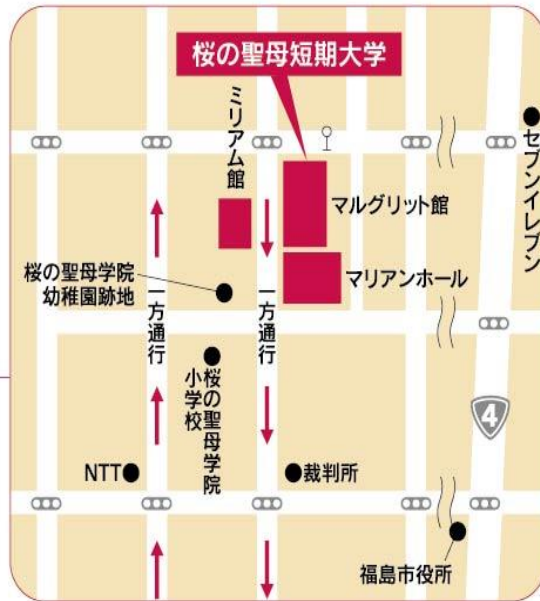 桜の聖母短期大学
ミリアム館
セブンイレブン
マルグリット館
マリアンホール
桜の聖母学院
幼稚園跡地
一方通行
一方通行
桜の聖母学院
小学校
4
NTT
裁判所
福島市役所